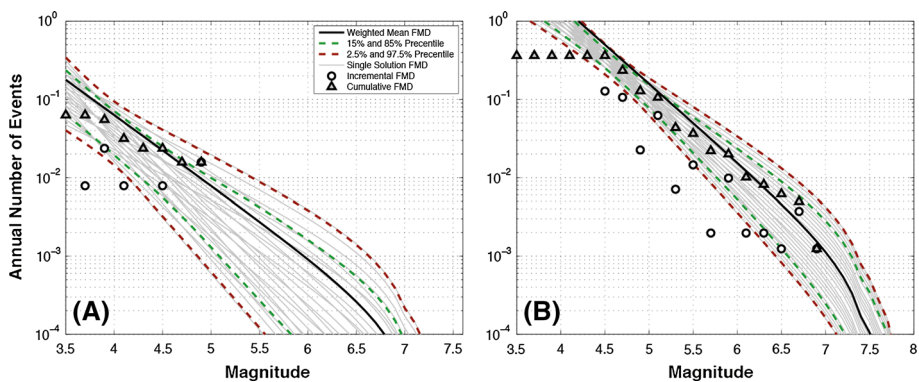 Annual Number of Events
10^0
10^-1
10^-2
10^-3
10^-4
Weighted Mean FMD
15% and 85% Percentile
2.5% and 97.5% Percentile
Single Solution FMD
Incremental FMD
Cumulative FMD
(A)
3.5 4 4.5 5 5.5 6 6.5 7 7.5
Magnitude
10^0
10^-1
10^-2
10^-3
10^-4
(B)
3.5 4 4.5 5 5.5 6 6.5 7 7.5 8
Magnitude